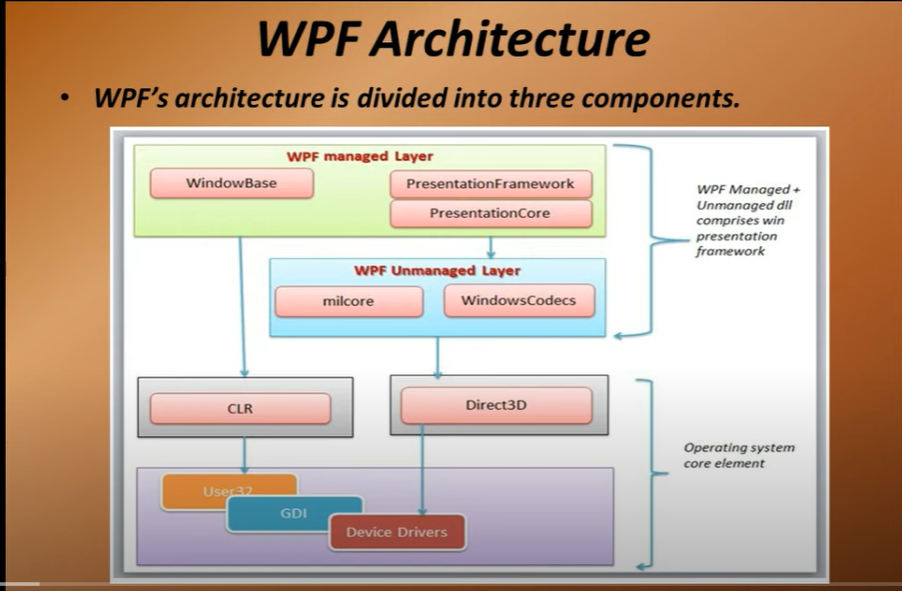 WPF Architecture
• WPF's architecture is divided into three components.
WPF managed Layer
WindowBase
PresentationFramework
PresentationCore
WPF Managed +
Unmanaged dll
comprises win
presentation
framework
WPF Unmanaged Layer
milcore
WindowsCodecs
CLR
Direct3D
Operating system
core element
User32
GDI
Device Drivers